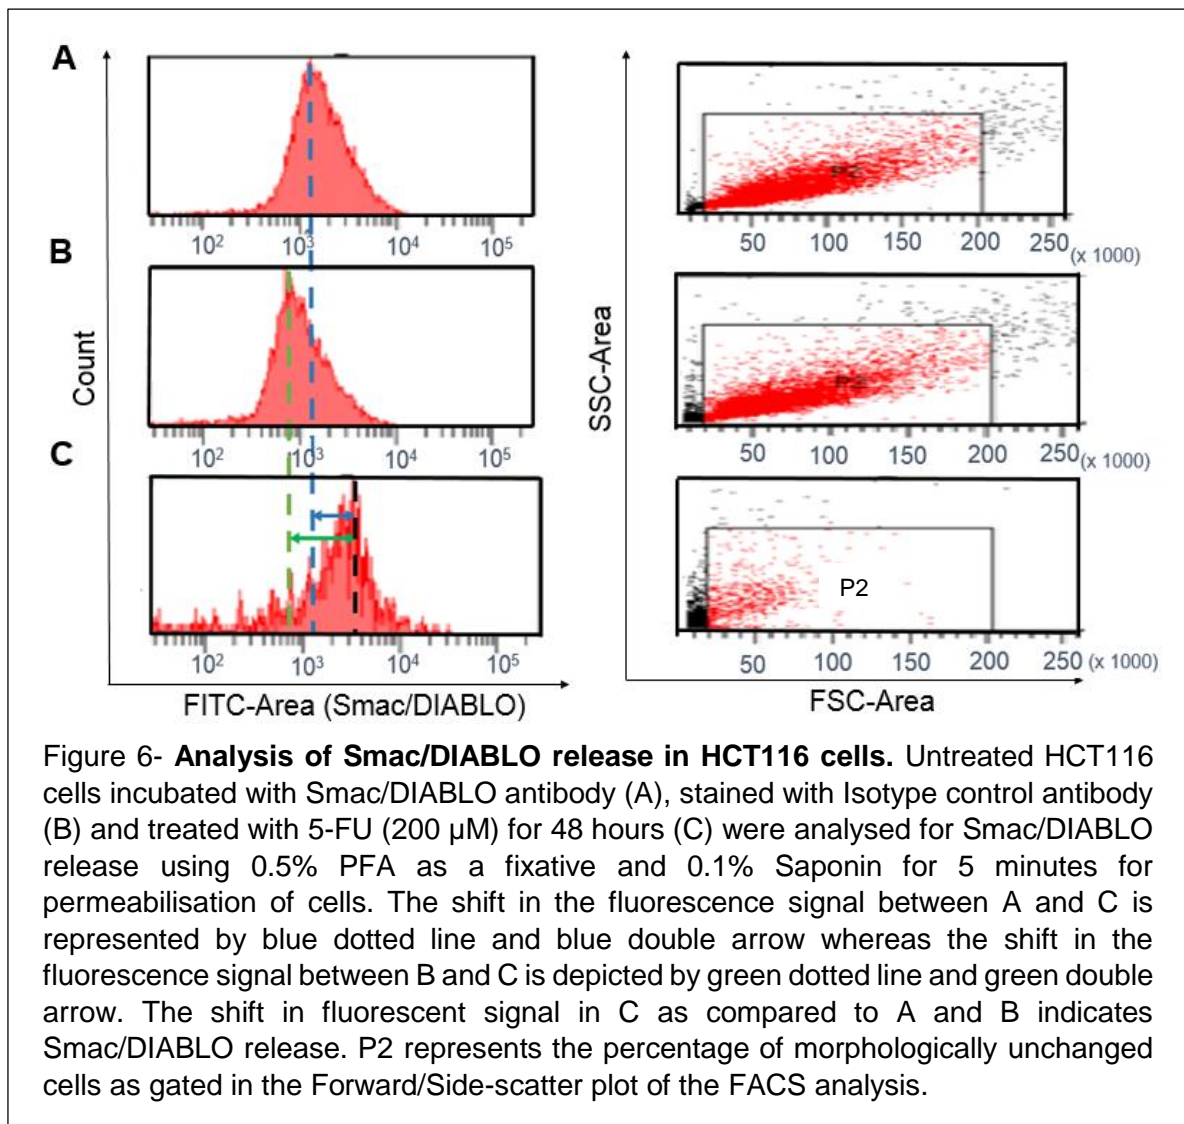 A
10² 10³ 10⁴ 10⁵
50 100 150 200 250 (x 1000)
P2
B
10² 10³ 10⁴ 10⁵
50 100 150 200 250 (x 1000)
P2
C
10² 10³ 10⁴ 10⁵
50 100 150 200 250 (x 1000)
P2
Count
SSC-Area
FITC-Area (Smac/DIABLO)
FSC-Area
Figure 6- Analysis of Smac/DIABLO release in HCT116 cells. Untreated HCT116
cells incubated with Smac/DIABLO antibody (A), stained with Isotype control antibody
(B) and treated with 5-FU (200 µM) for 48 hours (C) were analysed for Smac/DIABLO
release using 0.5% PFA as a fixative and 0.1% Saponin for 5 minutes for
permeabilisation of cells. The shift in the fluorescence signal between A and C is
represented by blue dotted line and blue double arrow whereas the shift in the
fluorescence signal between B and C is depicted by green dotted line and green double
arrow. The shift in fluorescent signal in C as compared to A and B indicates
Smac/DIABLO release. P2 represents the percentage of morphologically unchanged
cells as gated in the Forward/Side-scatter plot of the FACS analysis.